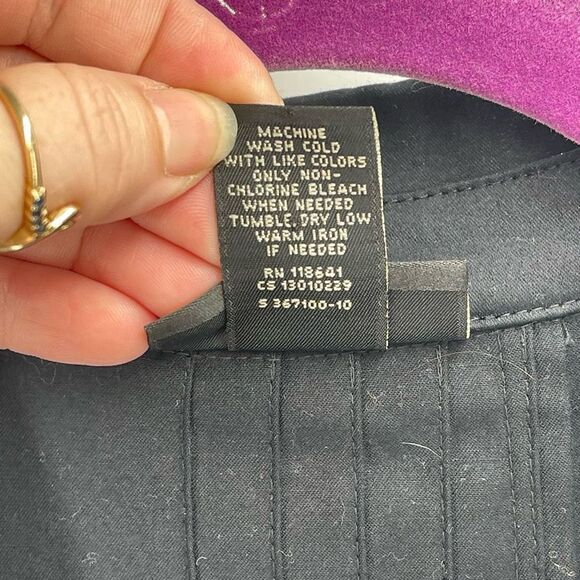 MACHINE
WASH COLD
WITH LIKE COLORS
ONLY NON-
CHLORINE BLEACH
WHEN NEEDED
TUMBLE DRY LOW
WARM IRON
IF NEEDED
RN 118641
CS 13010229
S 367100-10